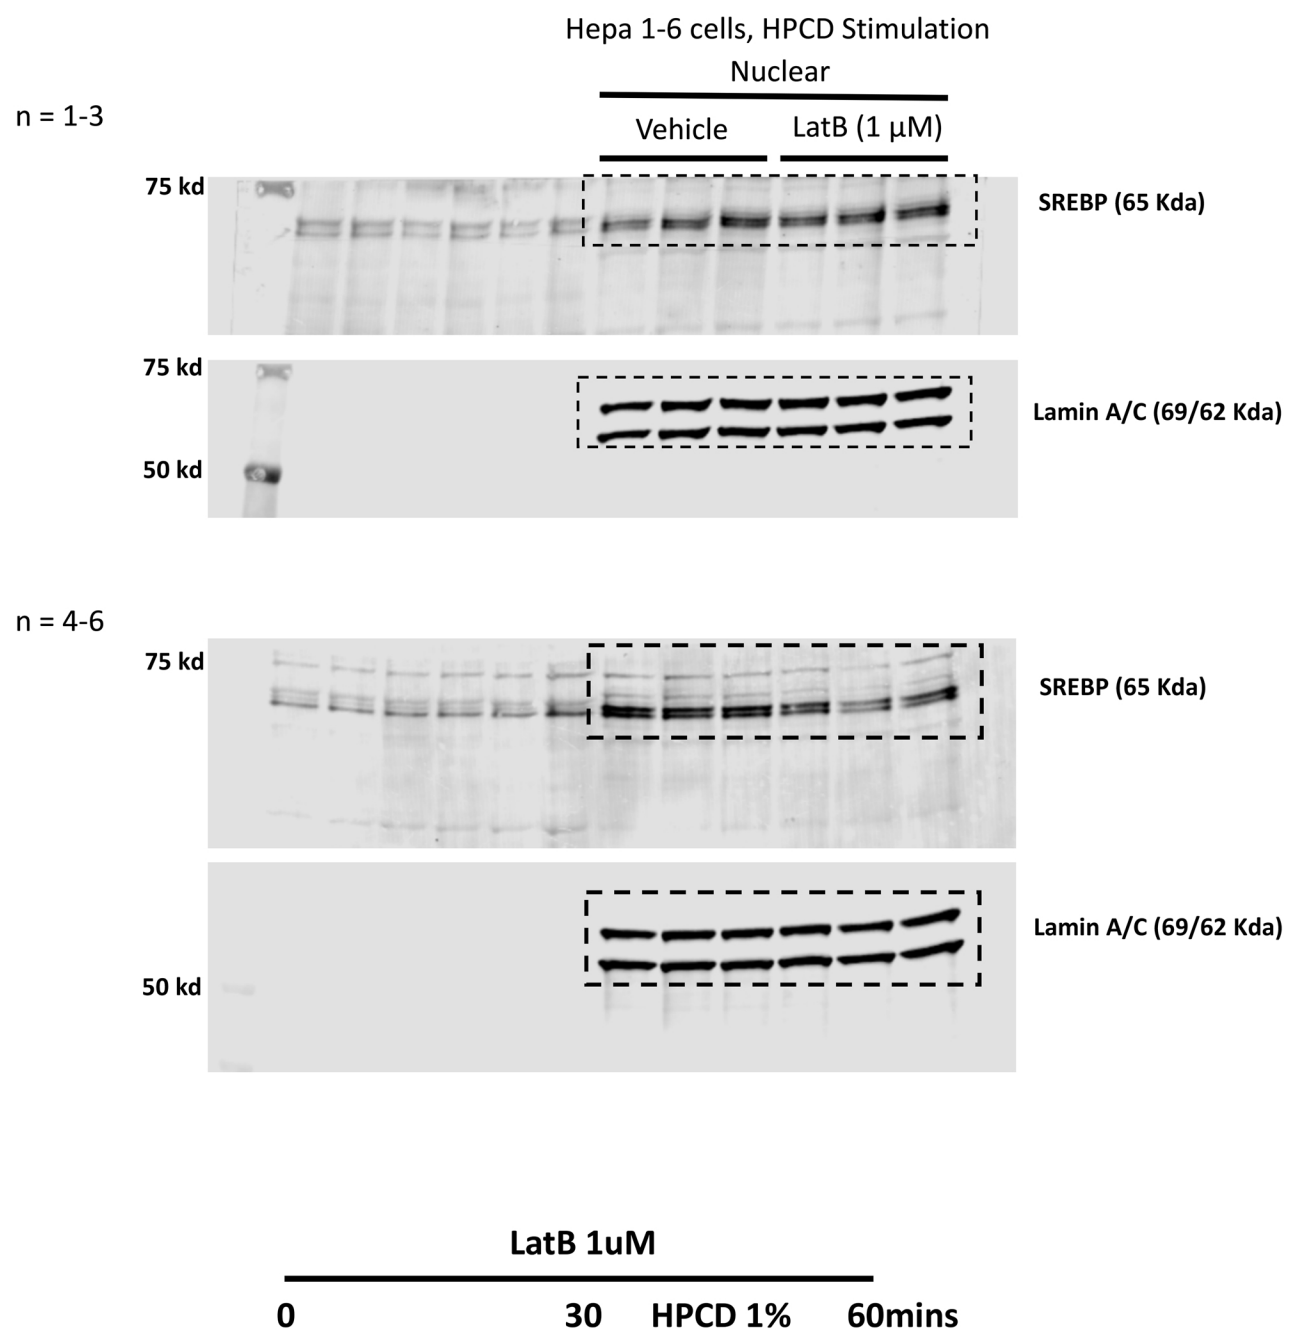 Hepa 1-6 cells, HPCD Stimulation
Nuclear
n = 1-3
Vehicle
LatB (1 µM)
75 kd
SREBP (65 Kda)
75 kd
Lamin A/C (69/62 Kda)
50 kd
n = 4-6
75 kd
SREBP (65 Kda)
Lamin A/C (69/62 Kda)
50 kd
LatB 1uM
0 30 HPCD 1% 60mins